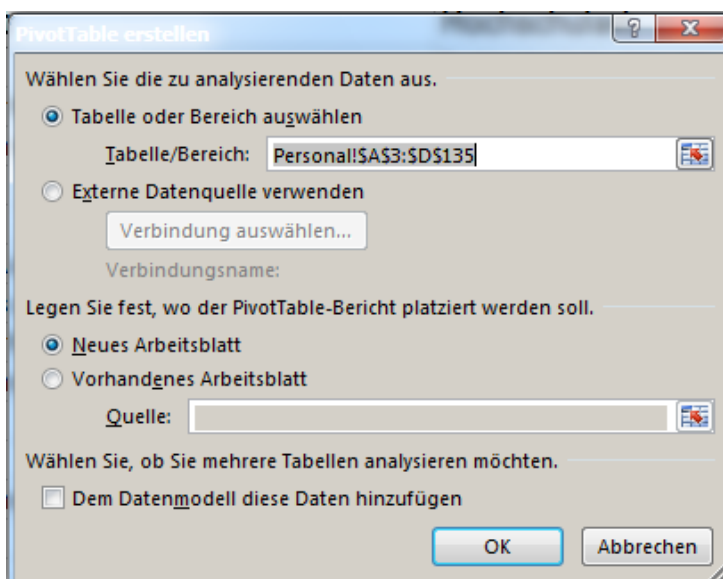 PivotTable erstellen
Wählen Sie die zu analysierenden Daten aus.
Tabelle oder Bereich auswählen
Tabelle/Bereich: Personal!$A$3:$D$135
Externe Datenquelle verwenden
Verbindung auswählen...
Verbindungsname:
Legen Sie fest, wo der PivotTable-Bericht platziert werden soll.
Neues Arbeitsblatt
Vorhandenes Arbeitsblatt
Quelle:
Wählen Sie, ob Sie mehrere Tabellen analysieren möchten.
Dem Datenmodell diese Daten hinzufügen
OK Abbrechen